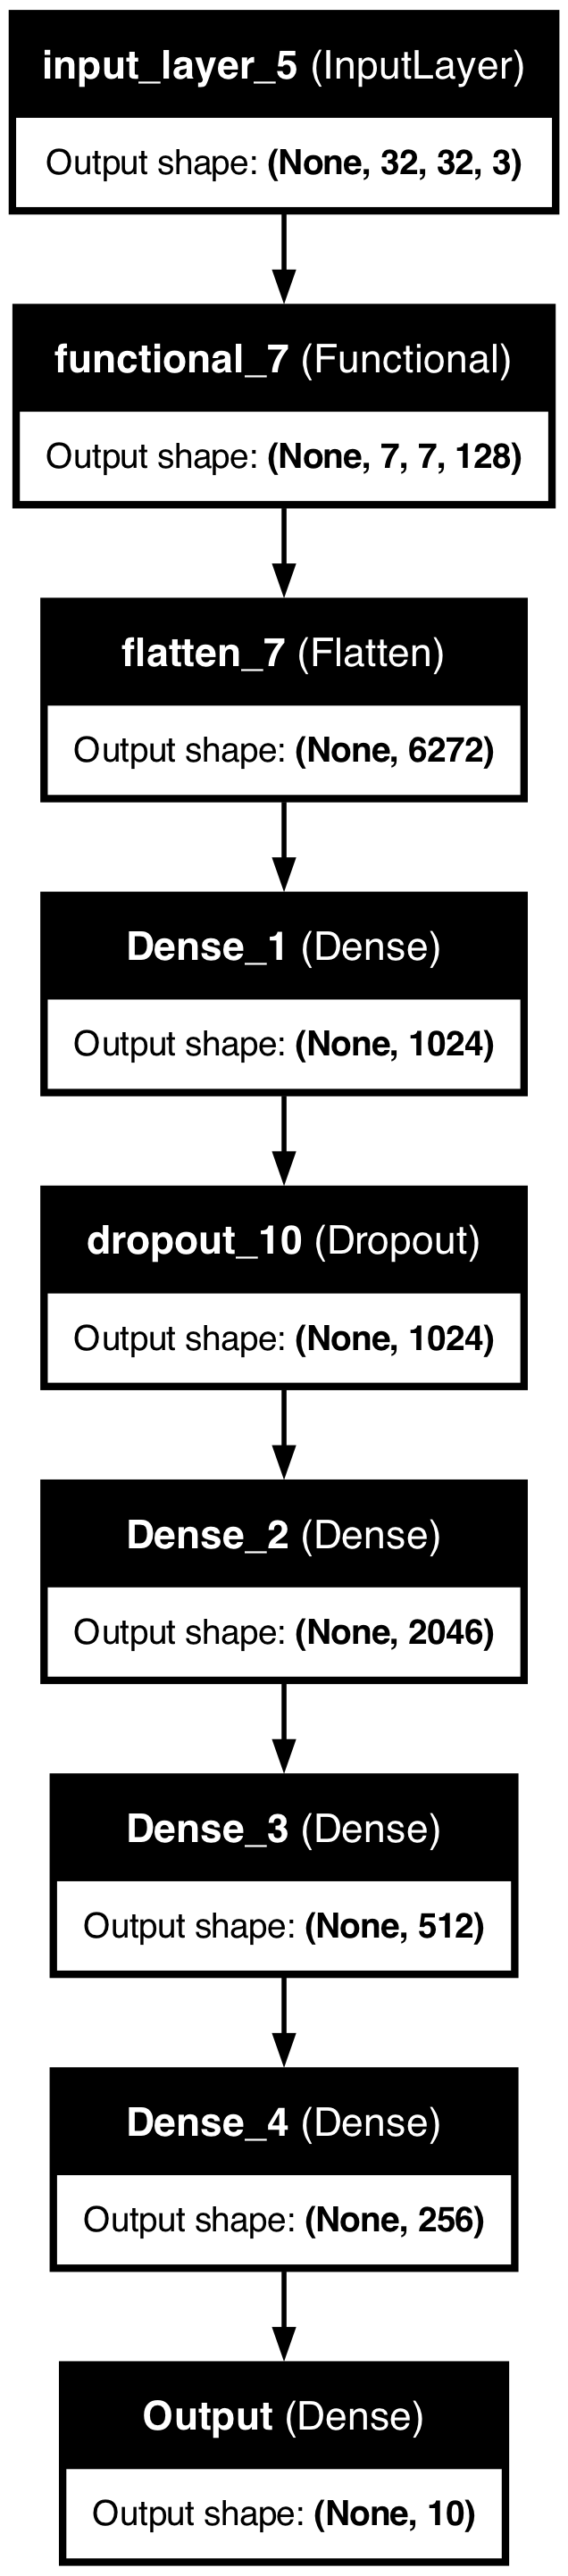 input_layer_5 (InputLayer)
Output shape: (None, 32, 32, 3)
functional_7 (Functional)
Output shape: (None, 7, 7, 128)
flatten_7 (Flatten)
Output shape: (None, 6272)
Dense_1 (Dense)
Output shape: (None, 1024)
dropout_10 (Dropout)
Output shape: (None, 1024)
Dense_2 (Dense)
Output shape: (None, 2046)
Dense_3 (Dense)
Output shape: (None, 512)
Dense_4 (Dense)
Output shape: (None, 256)
Output (Dense)
Output shape: (None, 10)